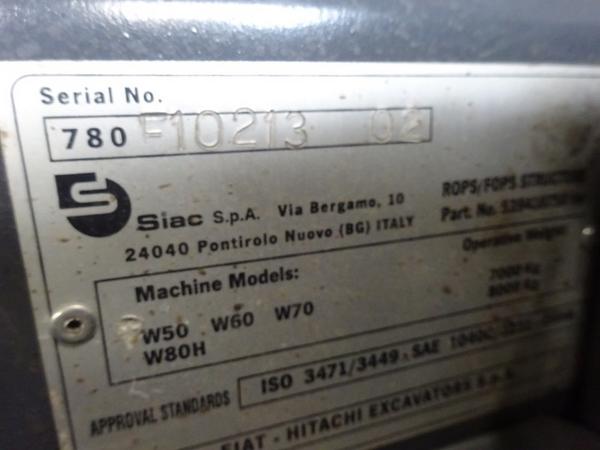 Serial No.
780 F10213 02
Siac S.p.A. Via Bergamo, 10
24040 Pontirolo Nuovo (BG) ITALY
ROPS/FOPS STRUCTURE
Part. No.
Operative Weight
Machine Models:
7000 Kg
W50 W60 W70
8000 Kg
W80H
APPROVAL STANDARDS
ISO 3471/3449 . SAE
FIAT - HITACHI EXCAVATORS S.p.A.